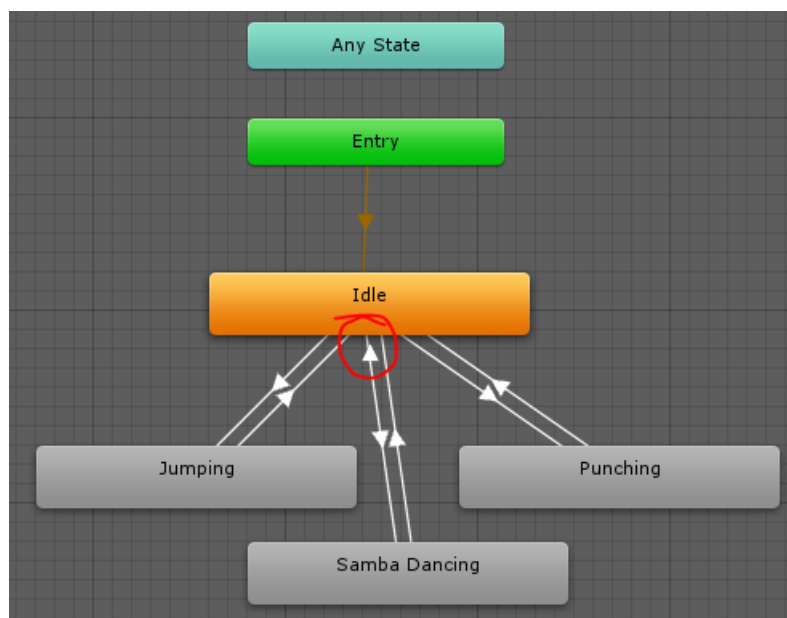 Any State
Entry
Idle
Jumping
Punching
Samba Dancing